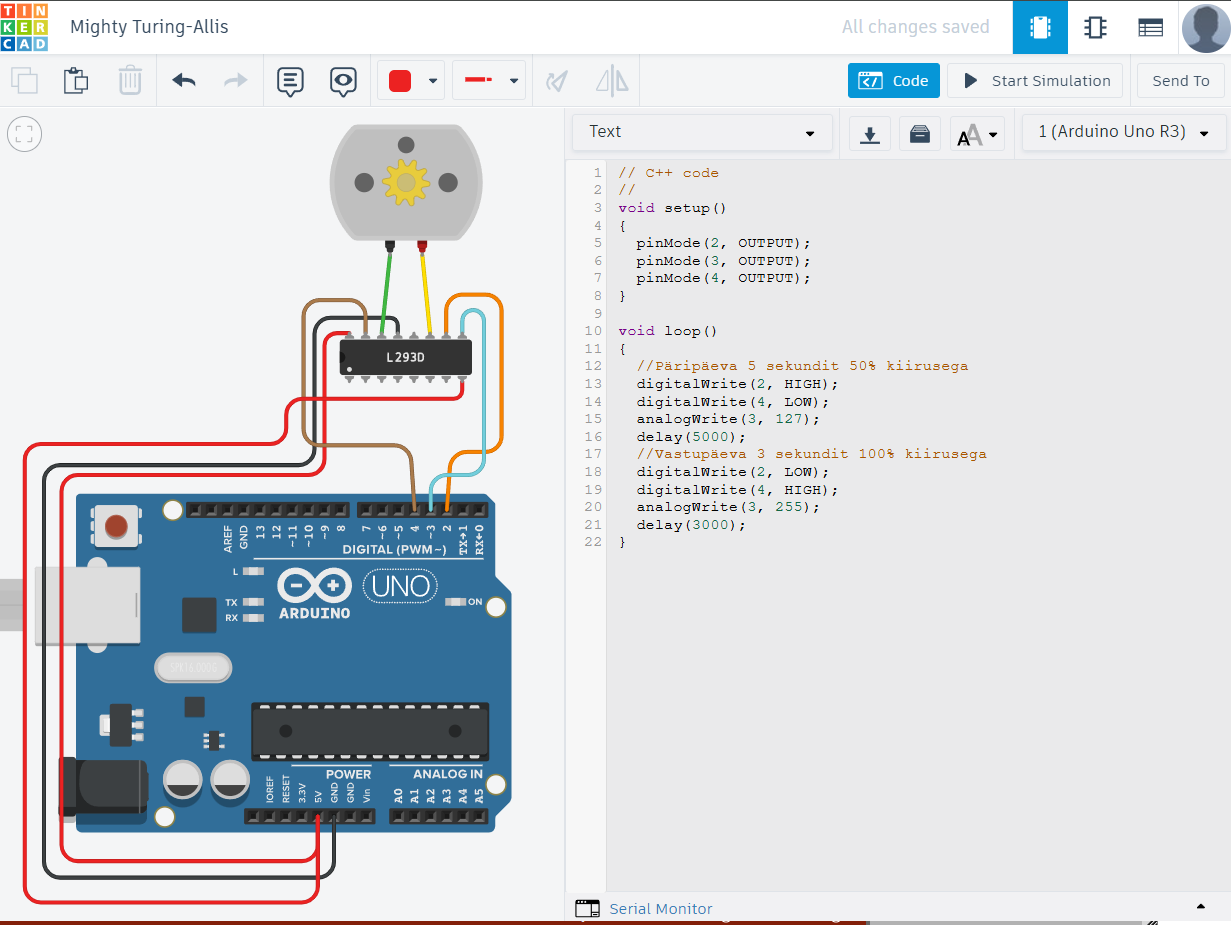 TIN
KER
CAD
Mighty Turing-Allis
All changes saved
Code
Start Simulation
Send To
Text
1 (Arduino Uno R3)
L293D
1 // C++ code
2 //
3 void setup()
4 {
5 pinMode(2, OUTPUT);
6 pinMode(3, OUTPUT);
7 pinMode(4, OUTPUT);
8 }
9
10 void loop()
11 {
12 //Päripäeva 5 sekundit 50% kiirusega
13 digitalWrite(2, HIGH);
14 digitalWrite(4, LOW);
15 analogWrite(3, 127);
16 delay(5000);
17 //Vastupäeva 3 sekundit 100% kiirusega
18 digitalWrite(2, LOW);
19 digitalWrite(4, HIGH);
20 analogWrite(3, 255);
21 delay(3000);
22 }
AREF
GND
13
12
~11
~10
~9
8
7
~6
~5
4
~3
2
TX→1
RX←0
DIGITAL (PWM~)
L
TX
RX
ARDUINO
UNO
ON
POWER
ANALOG IN
IOREF
RESET
3.3V
5V
GND
GND
Vin
A0
A1
A2
A3
A4
A5
Serial Monitor